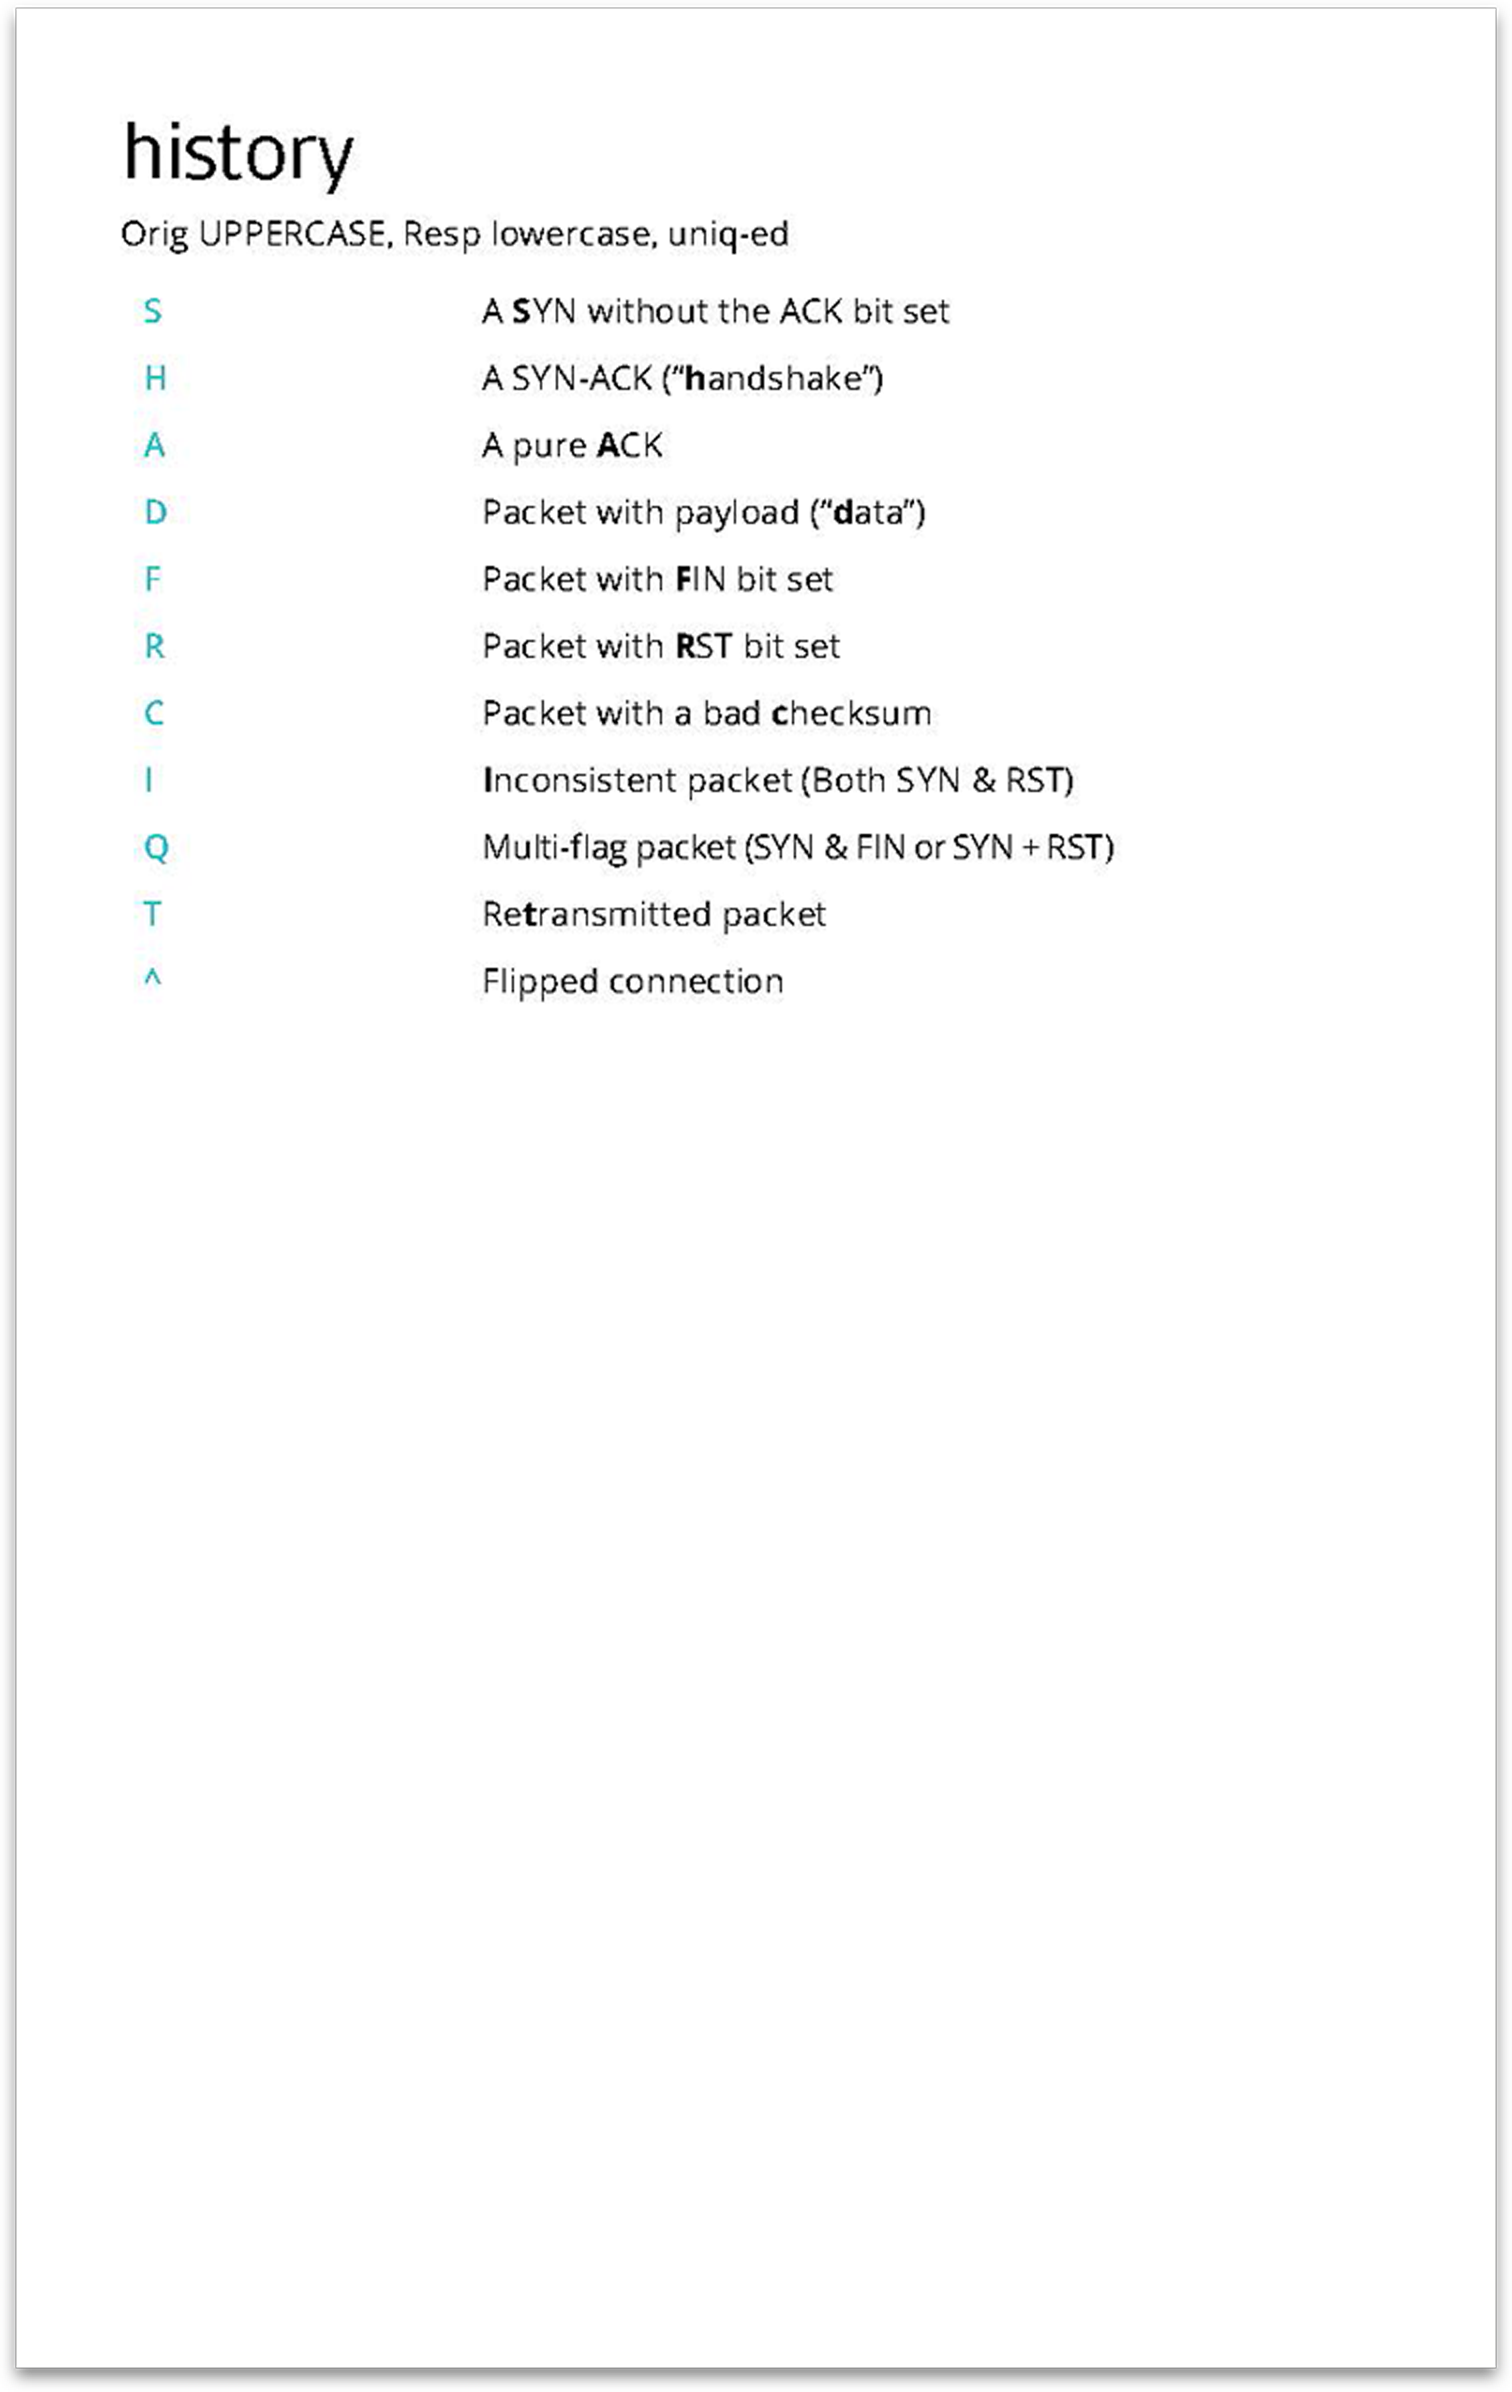 history
Orig UPPERCASE, Resp lowercase, uniq-ed
S A SYN without the ACK bit set
H A SYN-ACK (“handshake”)
A A pure ACK
D Packet with payload (“data”)
F Packet with FIN bit set
R Packet with RST bit set
C Packet with a bad checksum
I Inconsistent packet (Both SYN & RST)
Q Multi-flag packet (SYN & FIN or SYN + RST)
T Retransmitted packet
^ Flipped connection